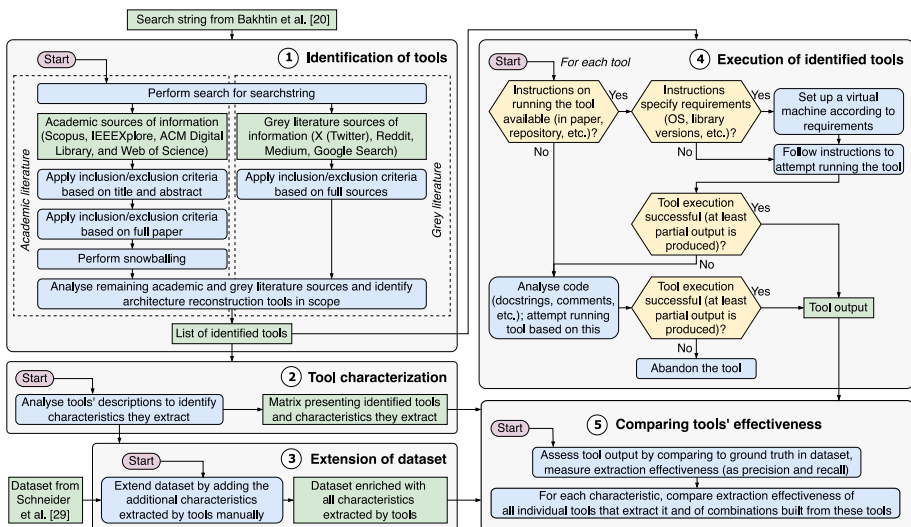 Search string from Bakhtin et al. [20]
1 Identification of tools
Start
Perform search for searchstring
Academic literature
Academic sources of
information
(Scopus, IEEEXplore, ACM Digital
Library, and Web of Science)
Apply inclusion/exclusion criteria
based on title and abstract
Apply inclusion/exclusion criteria
based on full paper
Perform snowballing
Grey literature sources of
information (X (Twitter), Reddit,
Medium, Google Search)
Apply inclusion/exclusion criteria
based on full sources
Grey literature
Analyse remaining academic and grey literature sources and identify
architecture reconstruction tools in scope
List of identified tools
2 Tool characterization
Start
Analyse tools' descriptions to identify
characteristics they extract
Matrix presenting identified tools
and characteristics they extract
3 Extension of dataset
Start
Dataset from
Schneider
et al. [29]
Extend dataset by adding the
additional characteristics
extracted by tools manually
Dataset enriched with
all characteristics
extracted by tools
4 Execution of identified tools
Start
For each tool
Instructions on
running the tool
available (in paper,
repository, etc.)?
Yes
No
Instructions
specify requirements
(OS, library
versions, etc.)?
Yes
No
Set up a virtual
machine according to
requirements
Follow instructions to
attempt running the tool
Tool execution
successful (at least
partial output is
produced)?
Yes
No
Analyse code
(docstrings, comments,
etc.); attempt running
tool based on this
Tool execution
successful (at least
partial output is
produced)?
Yes
No
Tool output
Abandon the tool
5 Comparing tools' effectiveness
Start
Assess tool output by comparing to ground truth in dataset,
measure extraction effectiveness (as precision and recall)
For each characteristic, compare extraction effectiveness of
all individual tools that extract it and of combinations built from these tools